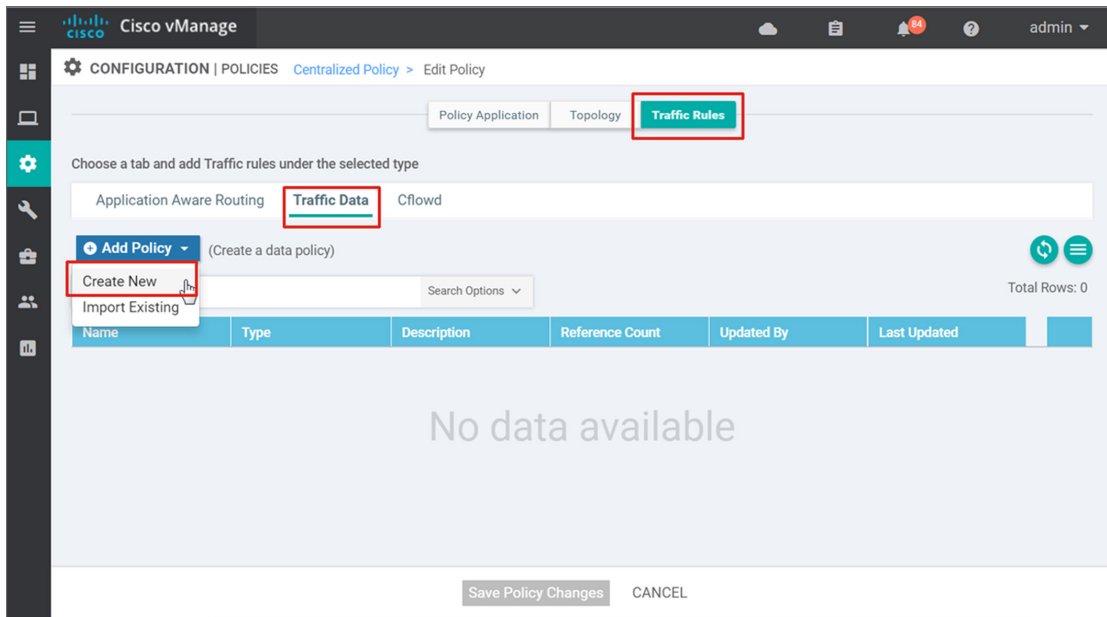 cisco Cisco vManage
84
admin
CONFIGURATION | POLICIES Centralized Policy > Edit Policy
Policy Application Topology Traffic Rules
Choose a tab and add Traffic rules under the selected type
Application Aware Routing Traffic Data Cflowd
Add Policy (Create a data policy)
Create New
Import Existing
Search Options
Total Rows: 0
Name Type Description Reference Count Updated By Last Updated
No data available
Save Policy Changes CANCEL